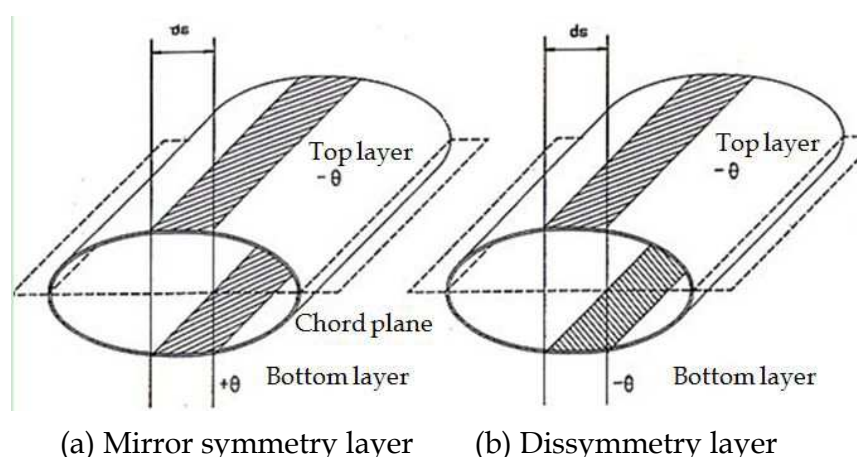 ds ds
Top layer Top layer
-θ -θ
Chord plane
Bottom layer Bottom layer
+θ -θ
(a) Mirror symmetry layer (b) Dissymmetry layer